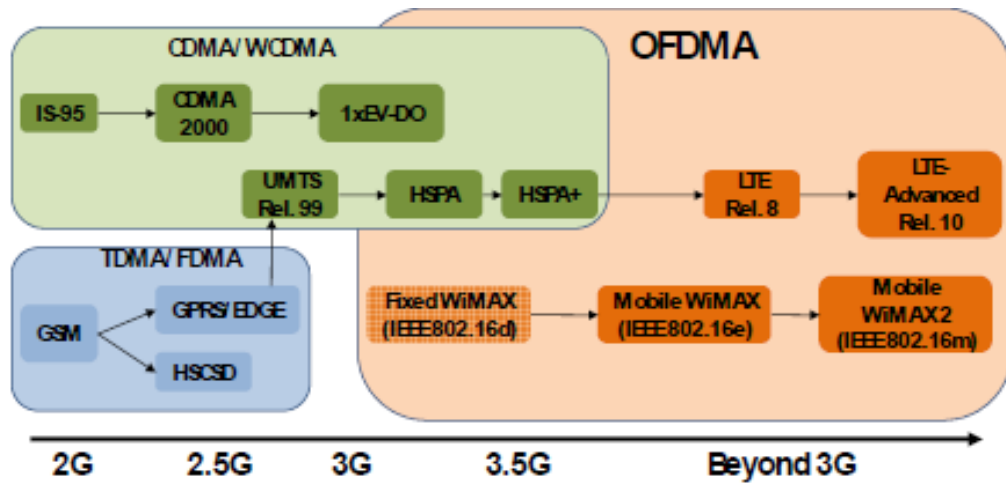 CDMA/ WCDMA
OFDMA
IS-95
CDMA
2000
1xEV-DO
UMTS
Rel. 99
HSPA
HSPA+
LTE
Rel. 8
LTE-
Advanced
Rel. 10
TDMA/ FDMA
GSM
GPRS/ EDGE
HSCSD
Fixed WiMAX
(IEEE802.16d)
Mobile WiMAX
(IEEE802.16e)
Mobile
WiMAX2
(IEEE802.16m)
2G
2.5G
3G
3.5G
Beyond 3G